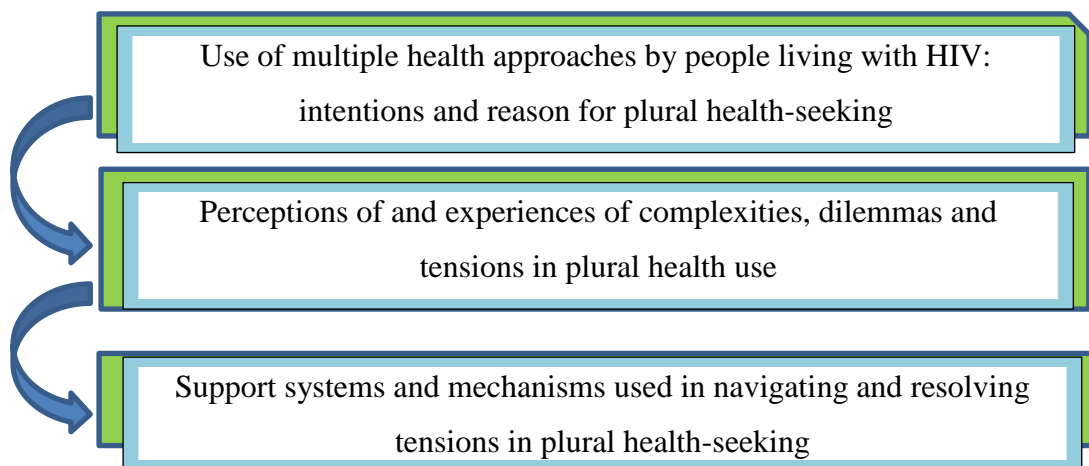 Use of multiple health approaches by people living with HIV:
intentions and reason for plural health-seeking
Perceptions of and experiences of complexities, dilemmas and
tensions in plural health use
Support systems and mechanisms used in navigating and resolving
tensions in plural health-seeking